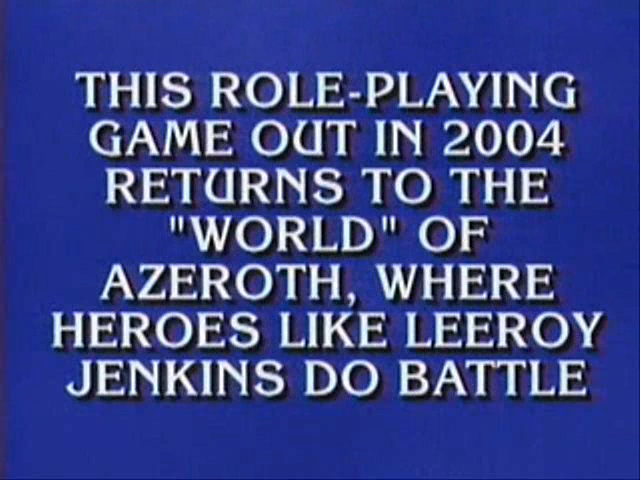 THIS ROLE-PLAYING
GAME OUT IN 2004
RETURNS TO THE
"WORLD" OF
AZEROTH, WHERE
HEROES LIKE LEEROY
JENKINS DO BATTLE